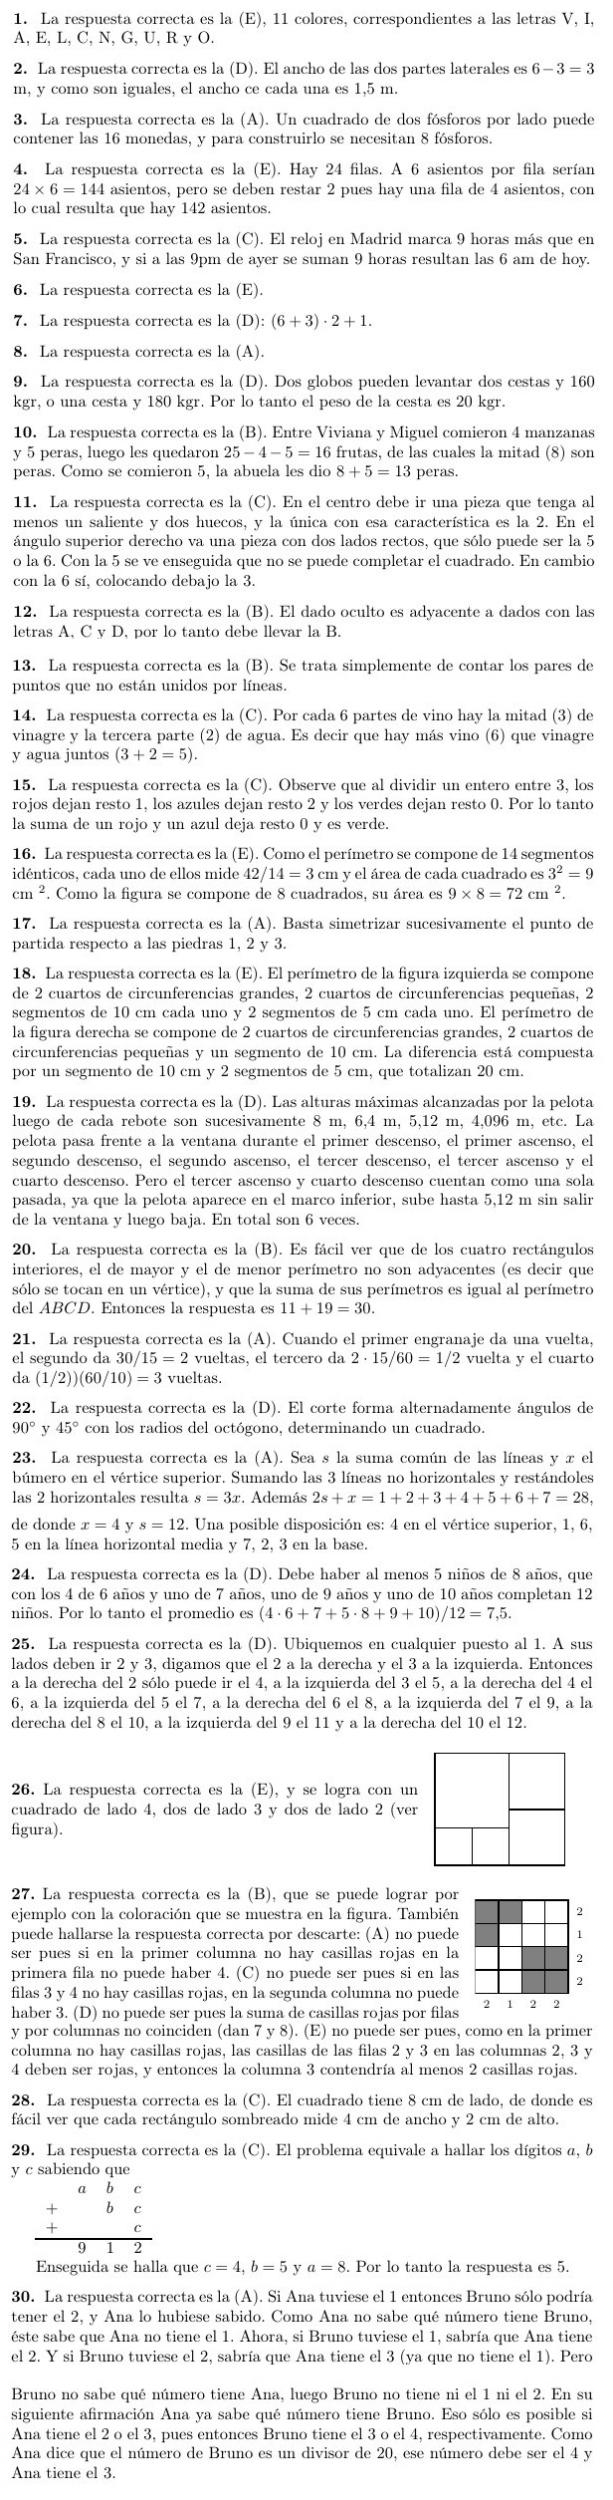 1. La respuesta correcta es la (E), 11 colores, correspondientes a las letras V, I,
A, E, L, C, N, G, U, R y O.
2. La respuesta correcta es la (D). El ancho de las dos partes laterales es 6 − 3 = 3
m, y como son iguales, el ancho ce cada una es 1,5 m.
3. La respuesta correcta es la (A). Un cuadrado de dos fósforos por lado puede
contener las 16 monedas, y para construirlo se necesitan 8 fósforos.
4. La respuesta correcta es la (E). Hay 24 filas. A 6 asientos por fila serían
24 × 6 = 144 asientos, pero se deben restar 2 pues hay una fila de 4 asientos, con
lo cual resulta que hay 142 asientos.
5. La respuesta correcta es la (C). El reloj en Madrid marca 9 horas más que en
San Francisco, y si a las 9pm de ayer se suman 9 horas resultan las 6 am de hoy.
6. La respuesta correcta es la (E).
7. La respuesta correcta es la (D): (6 + 3) · 2 + 1.
8. La respuesta correcta es la (A).
9. La respuesta correcta es la (D). Dos globos pueden levantar dos cestas y 160
kgr, o una cesta y 180 kgr. Por lo tanto el peso de la cesta es 20 kgr.
10. La respuesta correcta es la (B). Entre Viviana y Miguel comieron 4 manzanas
y 5 peras, luego les quedaron 25 − 4 − 5 = 16 frutas, de las cuales la mitad (8) son
peras. Como se comieron 5, la abuela les dio 8 + 5 = 13 peras.
11. La respuesta correcta es la (C). En el centro debe ir una pieza que tenga al
menos un saliente y dos huecos, y la única con esa característica es la 2. En el
ángulo superior derecho va una pieza con dos lados rectos, que sólo puede ser la 5
o la 6. Con la 5 se ve enseguida que no se puede completar el cuadrado. En cambio
con la 6 sí, colocando debajo la 3.
12. La respuesta correcta es la (B). El dado oculto es adyacente a dados con las
letras A, C y D, por lo tanto debe llevar la B.
13. La respuesta correcta es la (B). Se trata simplemente de contar los pares de
puntos que no están unidos por líneas.
14. La respuesta correcta es la (C). Por cada 6 partes de vino hay la mitad (3) de
vinagre y la tercera parte (2) de agua. Es decir que hay más vino (6) que vinagre
y agua juntos (3 + 2 = 5).
15. La respuesta correcta es la (C). Observe que al dividir un entero entre 3, los
rojos dejan resto 1, los azules dejan resto 2 y los verdes dejan resto 0. Por lo tanto
la suma de un rojo y un azul deja resto 0 y es verde.
16. La respuesta correcta es la (E). Como el perímetro se compone de 14 segmentos
idénticos, cada uno de ellos mide 42/14 = 3 cm y el área de cada cuadrado es 3² = 9
cm ². Como la figura se compone de 8 cuadrados, su área es 9 × 8 = 72 cm ².
17. La respuesta correcta es la (A). Basta simetrizar sucesivamente el punto de
partida respecto a las piedras 1, 2 y 3.
18. La respuesta correcta es la (E). El perímetro de la figura izquierda se compone
de 2 cuartos de circunferencias grandes, 2 cuartos de circunferencias pequeñas, 2
segmentos de 10 cm cada uno y 2 segmentos de 5 cm cada uno. El perímetro de
la figura derecha se compone de 2 cuartos de circunferencias grandes, 2 cuartos de
circunferencias pequeñas y un segmento de 10 cm. La diferencia está compuesta
por un segmento de 10 cm y 2 segmentos de 5 cm, que totalizan 20 cm.
19. La respuesta correcta es la (D). Las alturas máximas alcanzadas por la pelota
luego de cada rebote son sucesivamente 8 m, 6,4 m, 5,12 m, 4,096 m, etc. La
pelota pasa frente a la ventana durante el primer descenso, el primer ascenso, el
segundo descenso, el segundo ascenso, el tercer descenso, el tercer ascenso y el
cuarto descenso. Pero el tercer ascenso y cuarto descenso cuentan como una sola
pasada, ya que la pelota aparece en el marco inferior, sube hasta 5,12 m sin salir
de la ventana y luego baja. En total son 6 veces.
20. La respuesta correcta es la (B). Es fácil ver que de los cuatro rectángulos
interiores, el de mayor y el de menor perímetro no son adyacentes (es decir que
sólo se tocan en un vértice), y que la suma de sus perímetros es igual al perímetro
del ABCD. Entonces la respuesta es 11 + 19 = 30.
21. La respuesta correcta es la (A). Cuando el primer engranaje da una vuelta,
el segundo da 30/15 = 2 vueltas, el tercero da 2 · 15/60 = 1/2 vuelta y el cuarto
da (1/2))(60/10) = 3 vueltas.
22. La respuesta correcta es la (D). El corte forma alternadamente ángulos de
90° y 45° con los radios del octógono, determinando un cuadrado.
23. La respuesta correcta es la (A). Sea s la suma común de las líneas y x el
búmero en el vértice superior. Sumando las 3 líneas no horizontales y restándoles
las 2 horizontales resulta s = 3x. Además 2s + x = 1 + 2 + 3 + 4 + 5 + 6 + 7 = 28,
de donde x = 4 y s = 12. Una posible disposición es: 4 en el vértice superior, 1, 6,
5 en la línea horizontal media y 7, 2, 3 en la base.
24. La respuesta correcta es la (D). Debe haber al menos 5 niños de 8 años, que
con los 4 de 6 años y uno de 7 años, uno de 9 años y uno de 10 años completan 12
niños. Por lo tanto el promedio es (4 · 6 + 7 + 5 · 8 + 9 + 10)/12 = 7,5.
25. La respuesta correcta es la (D). Ubiquemos en cualquier puesto al 1. A sus
lados deben ir 2 y 3, digamos que el 2 a la derecha y el 3 a la izquierda. Entonces
a la derecha del 2 sólo puede ir el 4, a la izquierda del 3 el 5, a la derecha del 4 el
6, a la izquierda del 5 el 7, a la derecha del 6 el 8, a la izquierda del 7 el 9, a la
derecha del 8 el 10, a la izquierda del 9 el 11 y a la derecha del 10 el 12.
26. La respuesta correcta es la (E), y se logra con un
cuadrado de lado 4, dos de lado 3 y dos de lado 2 (ver
figura).
27. La respuesta correcta es la (B), que se puede lograr por
ejemplo con la coloración que se muestra en la figura. También
puede hallarse la respuesta correcta por descarte: (A) no puede
ser pues si en la primer columna no hay casillas rojas en la
primera fila no puede haber 4. (C) no puede ser pues si en las
filas 3 y 4 no hay casillas rojas, en la segunda columna no puede
haber 3. (D) no puede ser pues la suma de casillas rojas por filas
y por columnas no coinciden (dan 7 y 8). (E) no puede ser pues, como en la primer
columna no hay casillas rojas, las casillas de las filas 2 y 3 en las columnas 2, 3 y
4 deben ser rojas, y entonces la columna 3 contendría al menos 2 casillas rojas.
2
1
2
2
2 1 2 2
28. La respuesta correcta es la (C). El cuadrado tiene 8 cm de lado, de donde es
fácil ver que cada rectángulo sombreado mide 4 cm de ancho y 2 cm de alto.
29. La respuesta correcta es la (C). El problema equivale a hallar los dígitos a, b
y c sabiendo que
a b c
+ b c
+ c
9 1 2
Enseguida se halla que c = 4, b = 5 y a = 8. Por lo tanto la respuesta es 5.
30. La respuesta correcta es la (A). Si Ana tuviese el 1 entonces Bruno sólo podría
tener el 2, y Ana lo hubiese sabido. Como Ana no sabe qué número tiene Bruno,
éste sabe que Ana no tiene el 1. Ahora, si Bruno tuviese el 1, sabría que Ana tiene
el 2. Y si Bruno tuviese el 2, sabría que Ana tiene el 3 (ya que no tiene el 1). Pero
Bruno no sabe qué número tiene Ana, luego Bruno no tiene ni el 1 ni el 2. En su
siguiente afirmación Ana ya sabe qué número tiene Bruno. Eso sólo es posible si
Ana tiene el 2 o el 3, pues entonces Bruno tiene el 3 o el 4, respectivamente. Como
Ana dice que el número de Bruno es un divisor de 20, ese número debe ser el 4 y
Ana tiene el 3.